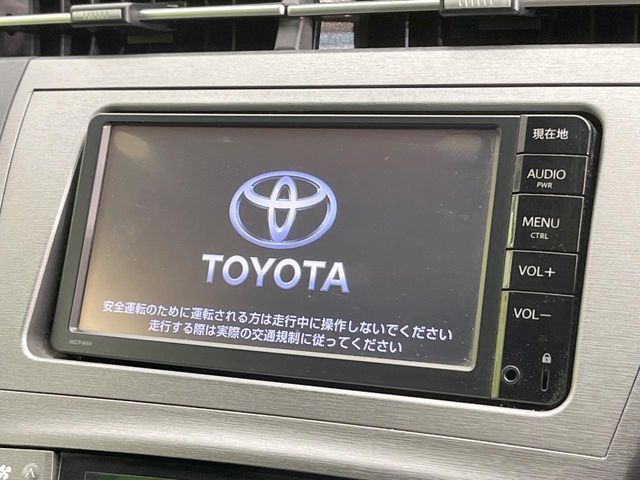 TOYOTA
安全運転のために運転される方は走行中に操作しないでください
走行する際は実際の交通規制に従ってください
NSCP-W64
現在地
AUDIO
PWR
MENU
CTRL
VOL+
VOL−